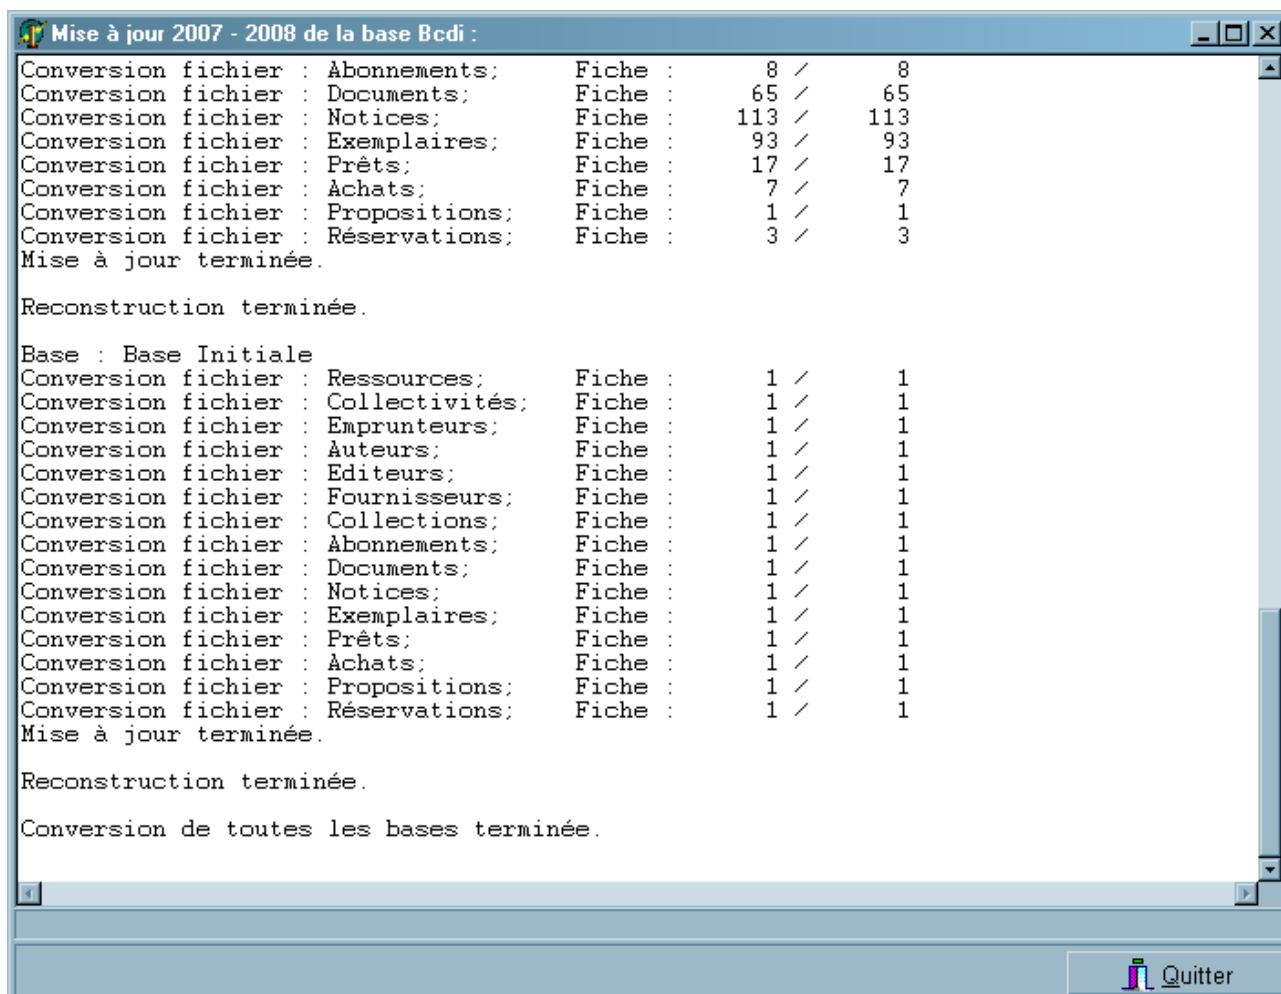 Mise à jour 2007 - 2008 de la base Bcdi :
Conversion fichier : Abonnements; Fiche : 8 / 8
Conversion fichier : Documents; Fiche : 65 / 65
Conversion fichier : Notices; Fiche : 113 / 113
Conversion fichier : Exemplaires; Fiche : 93 / 93
Conversion fichier : Prêts; Fiche : 17 / 17
Conversion fichier : Achats; Fiche : 7 / 7
Conversion fichier : Propositions; Fiche : 1 / 1
Conversion fichier : Réservations; Fiche : 3 / 3
Mise à jour terminée.
Reconstruction terminée.
Base : Base Initiale
Conversion fichier : Ressources; Fiche : 1 / 1
Conversion fichier : Collectivités; Fiche : 1 / 1
Conversion fichier : Emprunteurs; Fiche : 1 / 1
Conversion fichier : Auteurs; Fiche : 1 / 1
Conversion fichier : Editeurs; Fiche : 1 / 1
Conversion fichier : Fournisseurs; Fiche : 1 / 1
Conversion fichier : Collections; Fiche : 1 / 1
Conversion fichier : Abonnements; Fiche : 1 / 1
Conversion fichier : Documents; Fiche : 1 / 1
Conversion fichier : Notices; Fiche : 1 / 1
Conversion fichier : Exemplaires; Fiche : 1 / 1
Conversion fichier : Prêts; Fiche : 1 / 1
Conversion fichier : Achats; Fiche : 1 / 1
Conversion fichier : Propositions; Fiche : 1 / 1
Conversion fichier : Réservations; Fiche : 1 / 1
Mise à jour terminée.
Reconstruction terminée.
Conversion de toutes les bases terminée.
Quitter